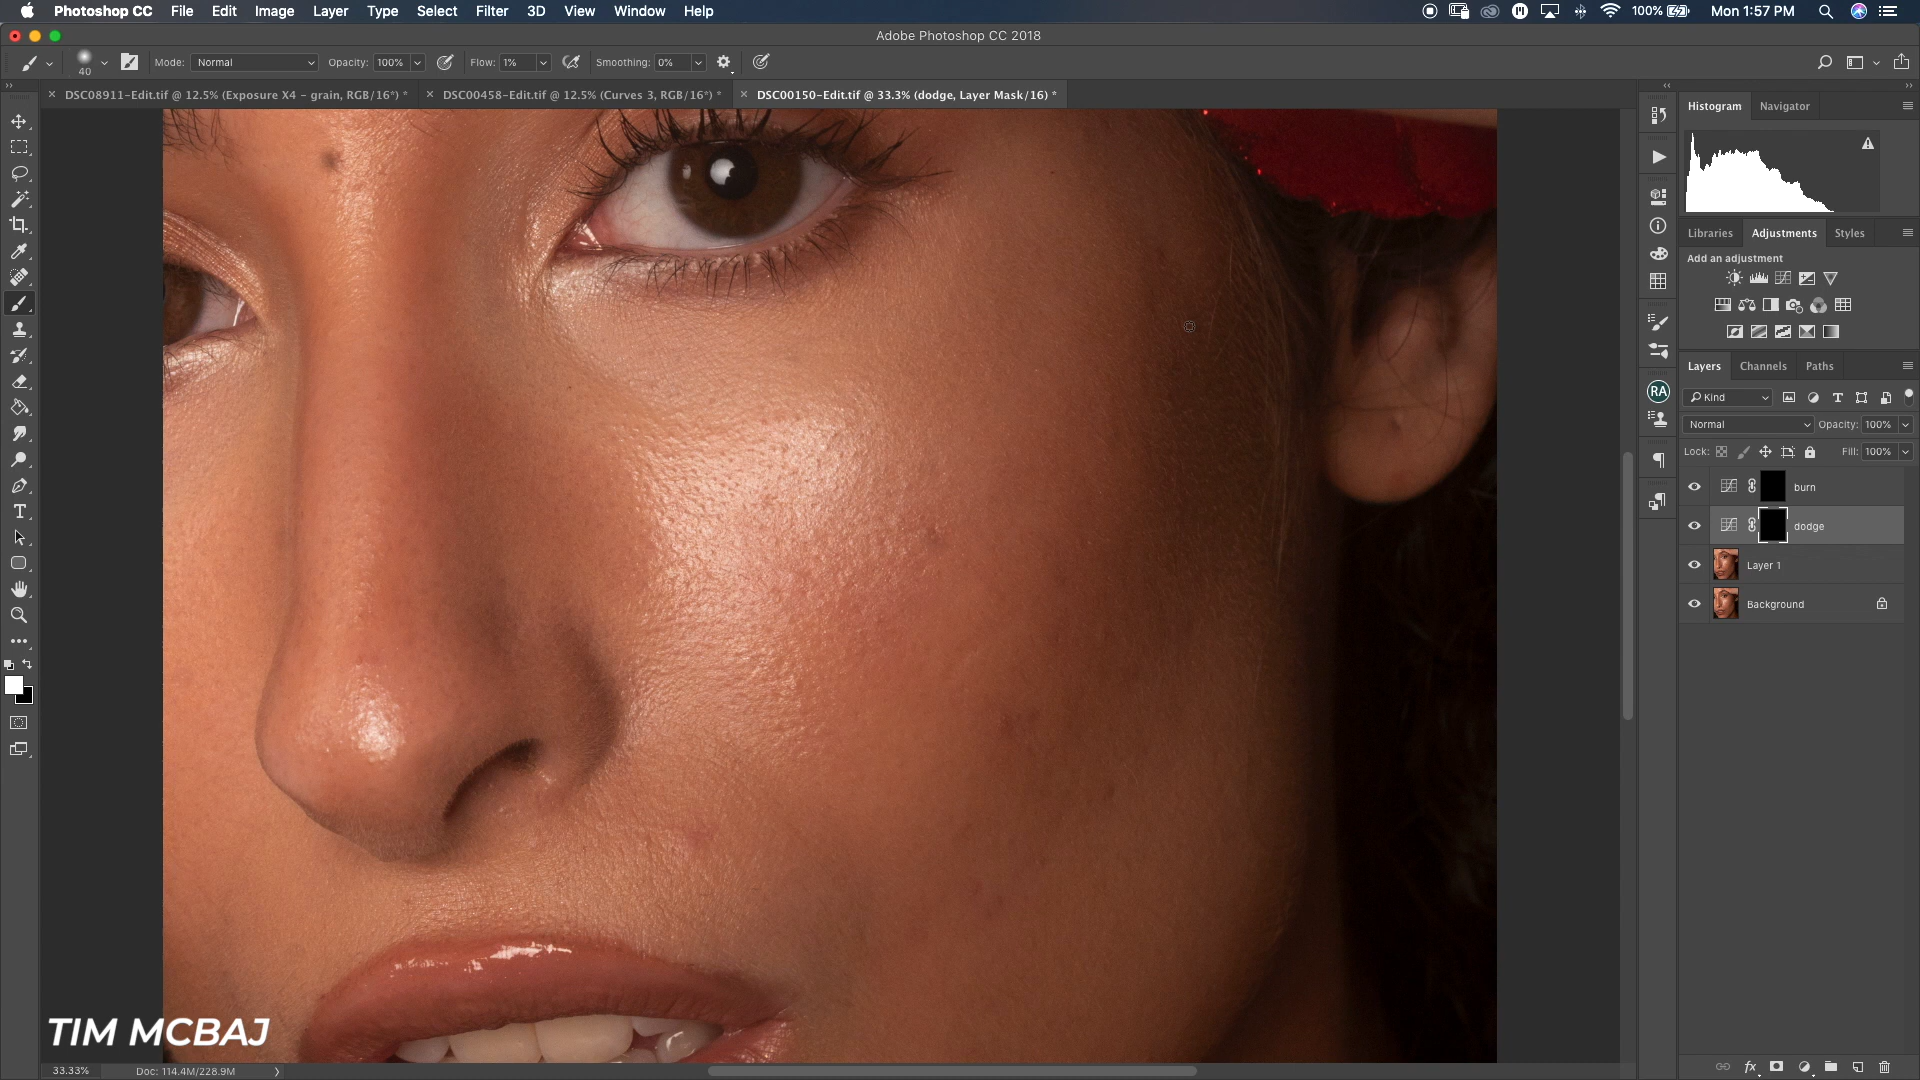 Photoshop CC File Edit Image Layer Type Select Filter 3D View Window Help 100% Mon 1:57 PM
Adobe Photoshop CC 2018
40 Mode: Normal Opacity: 100% Flow: 1% Smoothing: 0%
DSC08911-Edit.tif @ 12.5% (Exposure X4 - grain, RGB/16*) * DSC00458-Edit.tif @ 12.5% (Curves 3, RGB/16*) * DSC00150-Edit.tif @ 33.3% (dodge, Layer Mask/16) *
Histogram Navigator
Libraries Adjustments Styles
Add an adjustment
Layers Channels Paths
RA
Kind
Normal Opacity: 100%
Lock: Fill: 100%
burn
dodge
Layer 1
Background
TIM MCBAJ
33.33% Doc: 114.4M/228.9M
fx